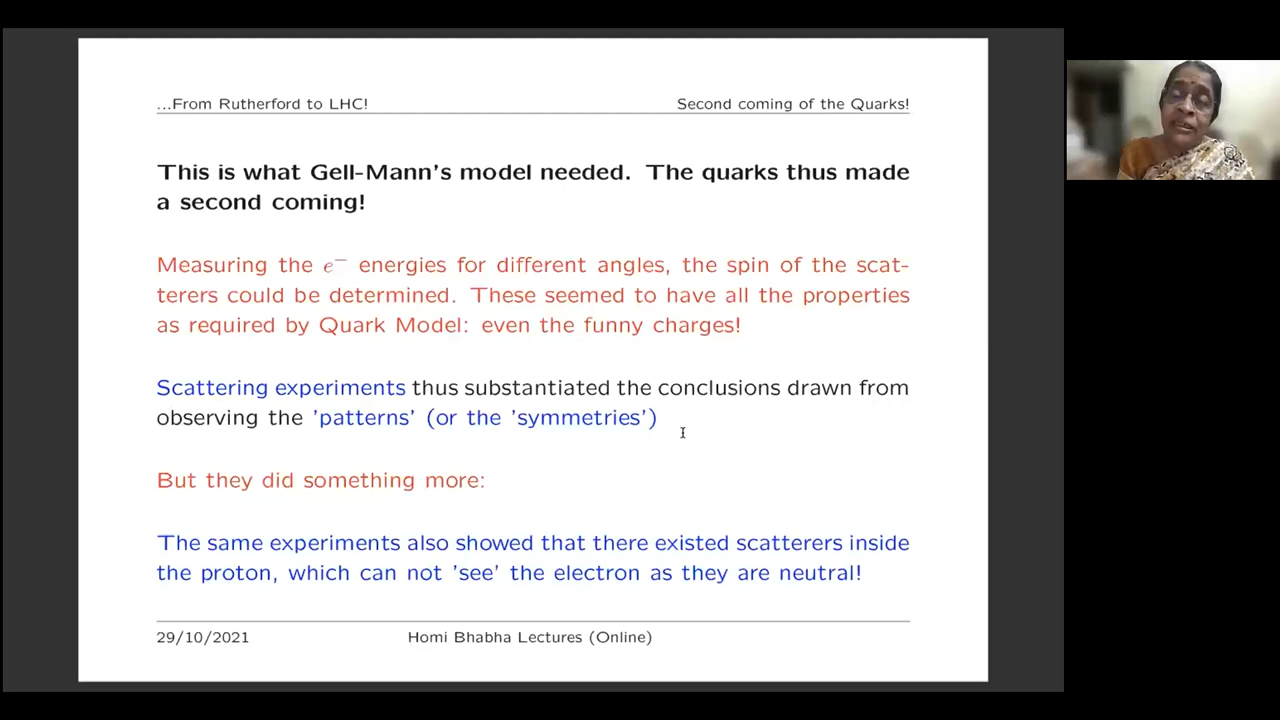 ...From Rutherford to LHC!
Second coming of the Quarks!
This is what Gell-Mann's model needed. The quarks thus made
a second coming!
Measuring the e⁻ energies for different angles, the spin of the scat-
terers could be determined. These seemed to have all the properties
as required by Quark Model: even the funny charges!
Scattering experiments thus substantiated the conclusions drawn from
observing the 'patterns' (or the 'symmetries')
But they did something more:
The same experiments also showed that there existed scatterers inside
the proton, which can not 'see' the electron as they are neutral!
29/10/2021
Homi Bhabha Lectures (Online)